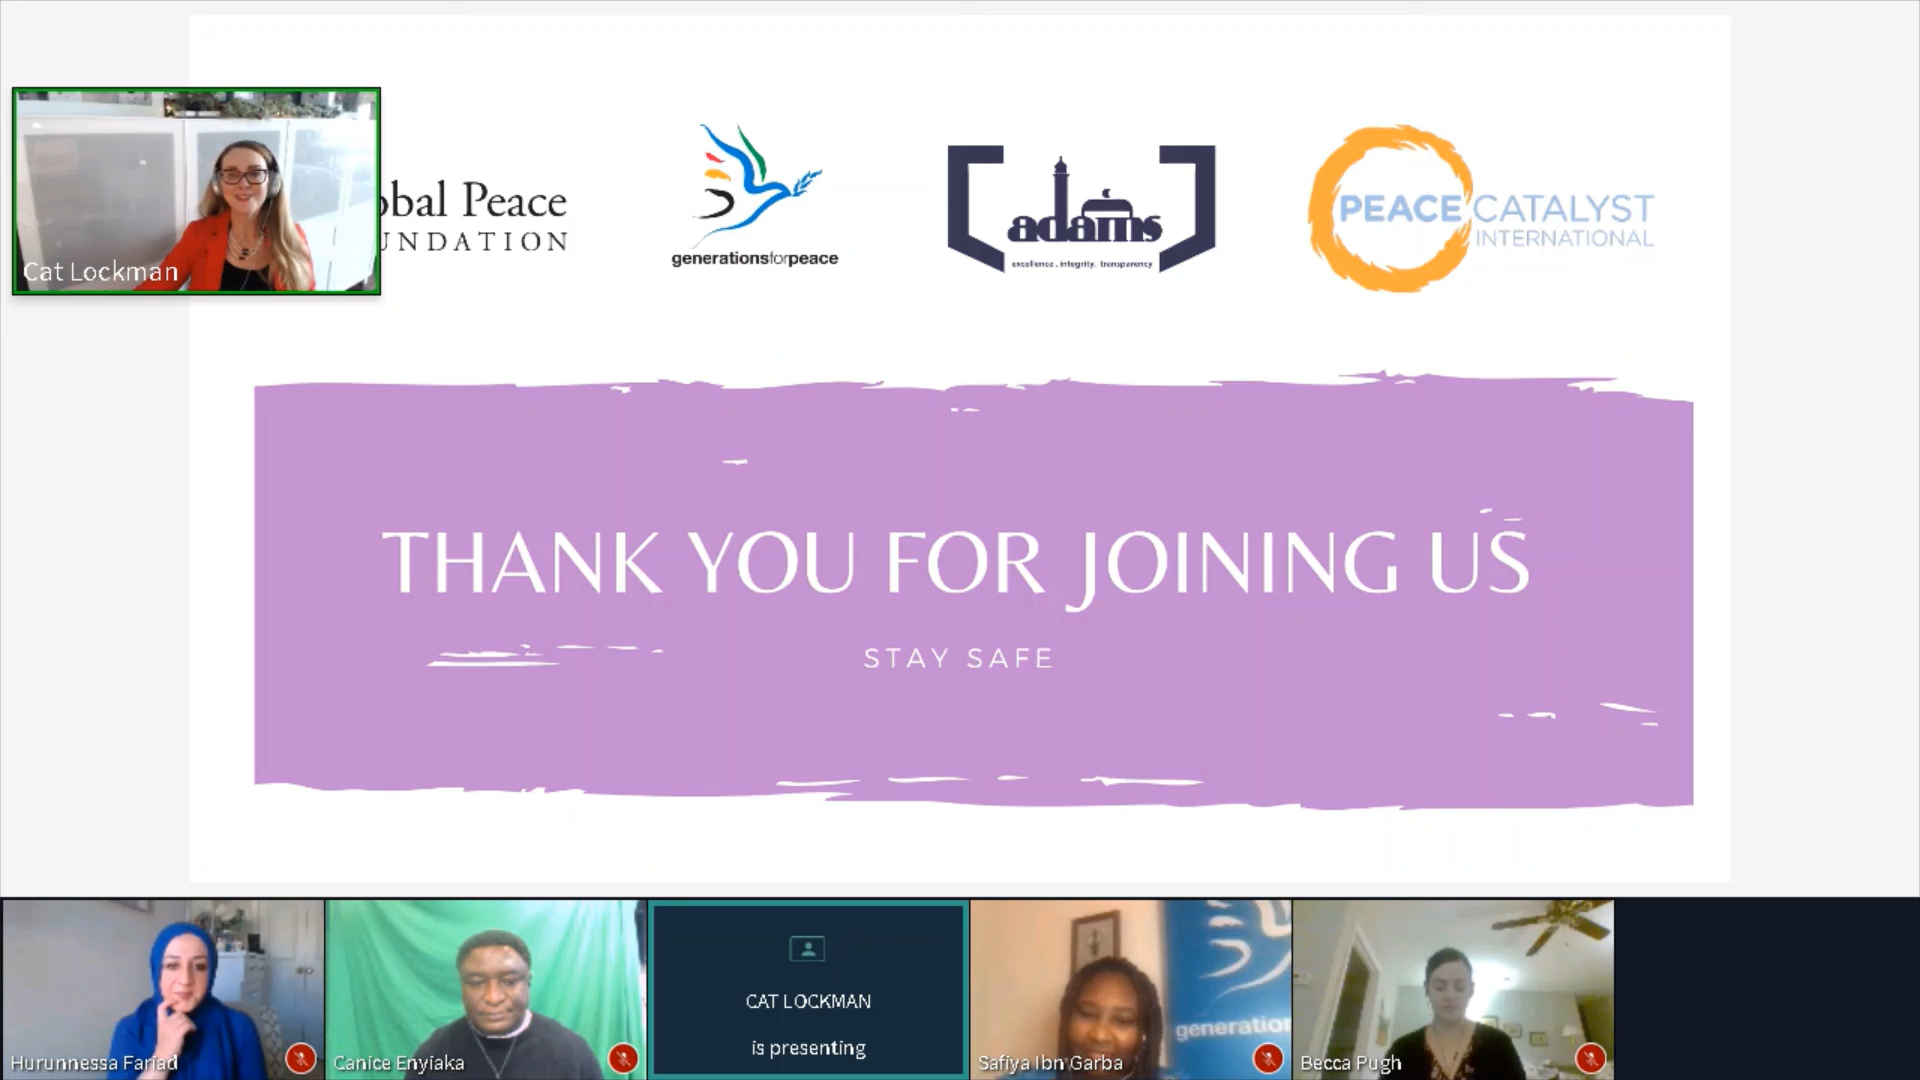 Cat Lockman
obal Peace
UNDATION
generationsforpeace
adams
excellence . integrity. transparency
PEACE CATALYST
INTERNATIONAL
THANK YOU FOR JOINING US
STAY SAFE
Hurunnessa Fariad
Canice Enyiaka
CAT LOCKMAN
is presenting
Safiya Ibn Garba
generation
Becca Pugh